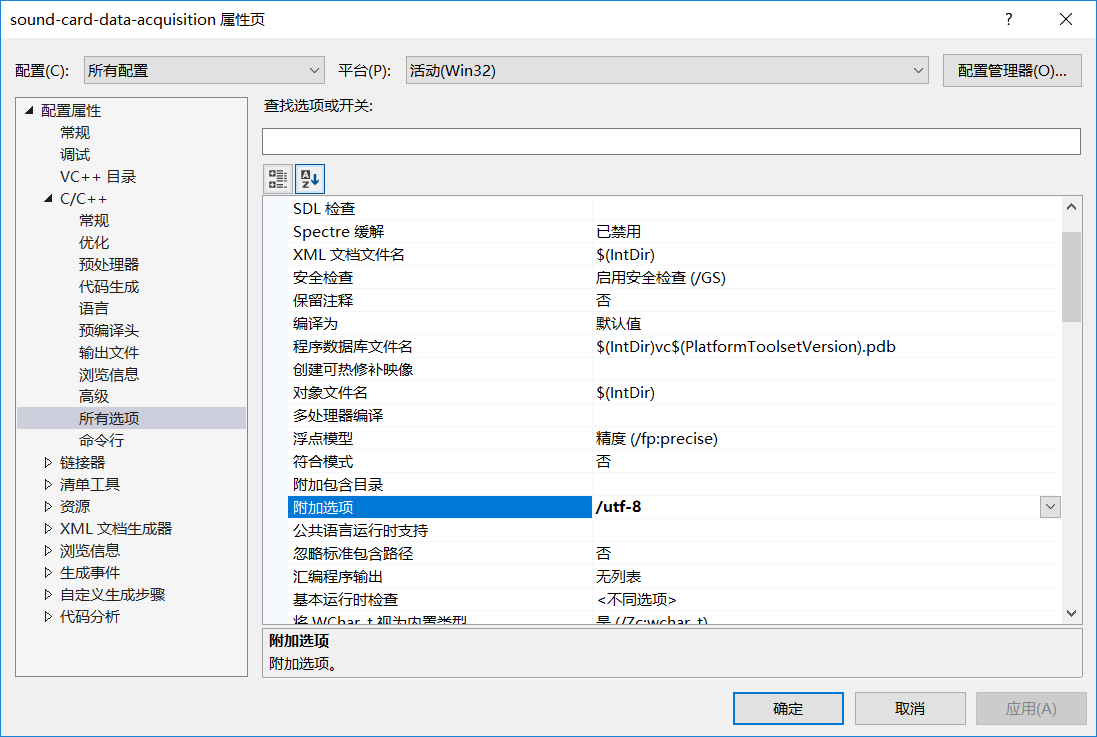 sound-card-data-acquisition 属性页
?
配置(C): 所有配置 平台(P): 活动(Win32) 配置管理器(O)...
配置属性
常规
调试
VC++ 目录
C/C++
常规
优化
预处理器
代码生成
语言
预编译头
输出文件
浏览信息
高级
所有选项
命令行
链接器
清单工具
资源
XML 文档生成器
浏览信息
生成事件
自定义生成步骤
代码分析
查找选项或开关:
SDL 检查
Spectre 缓解 已禁用
XML 文档文件名 $(IntDir)
安全检查 启用安全检查 (/GS)
保留注释 否
编译为 默认值
程序数据库文件名 $(IntDir)vc$(PlatformToolsetVersion).pdb
创建可热修补映像
对象文件名 $(IntDir)
多处理器编译
浮点模型 精度 (/fp:precise)
符合模式 否
附加包含目录
附加选项 /utf-8
公共语言运行时支持
忽略标准包含路径 否
汇编程序输出 无列表
基本运行时检查 <不同选项>
将 WChar_t 视为内置类型 是 (/Zc:wchar_t)
附加选项
附加选项。
确定 取消 应用(A)